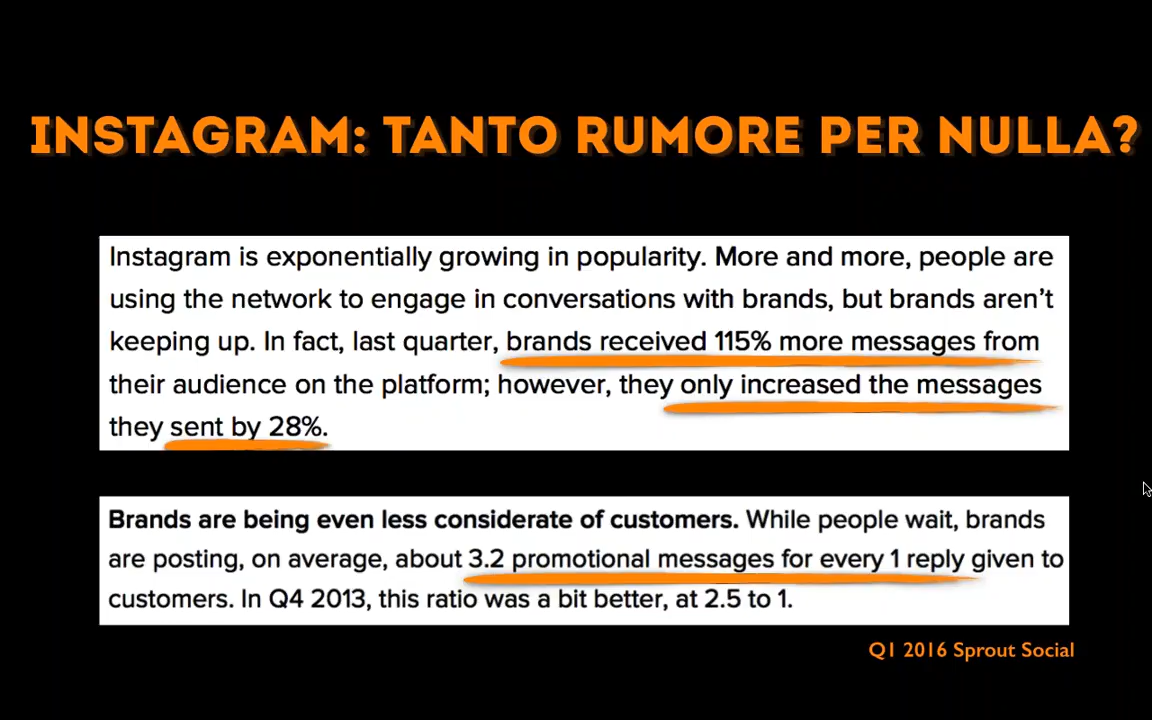 INSTAGRAM: TANTO RUMORE PER NULLA?
Instagram is exponentially growing in popularity. More and more, people are
using the network to engage in conversations with brands, but brands aren't
keeping up. In fact, last quarter, brands received 115% more messages from
their audience on the platform; however, they only increased the messages
they sent by 28%.
Brands are being even less considerate of customers. While people wait, brands
are posting, on average, about 3.2 promotional messages for every 1 reply given to
customers. In Q4 2013, this ratio was a bit better, at 2.5 to 1.
Q1 2016 Sprout Social